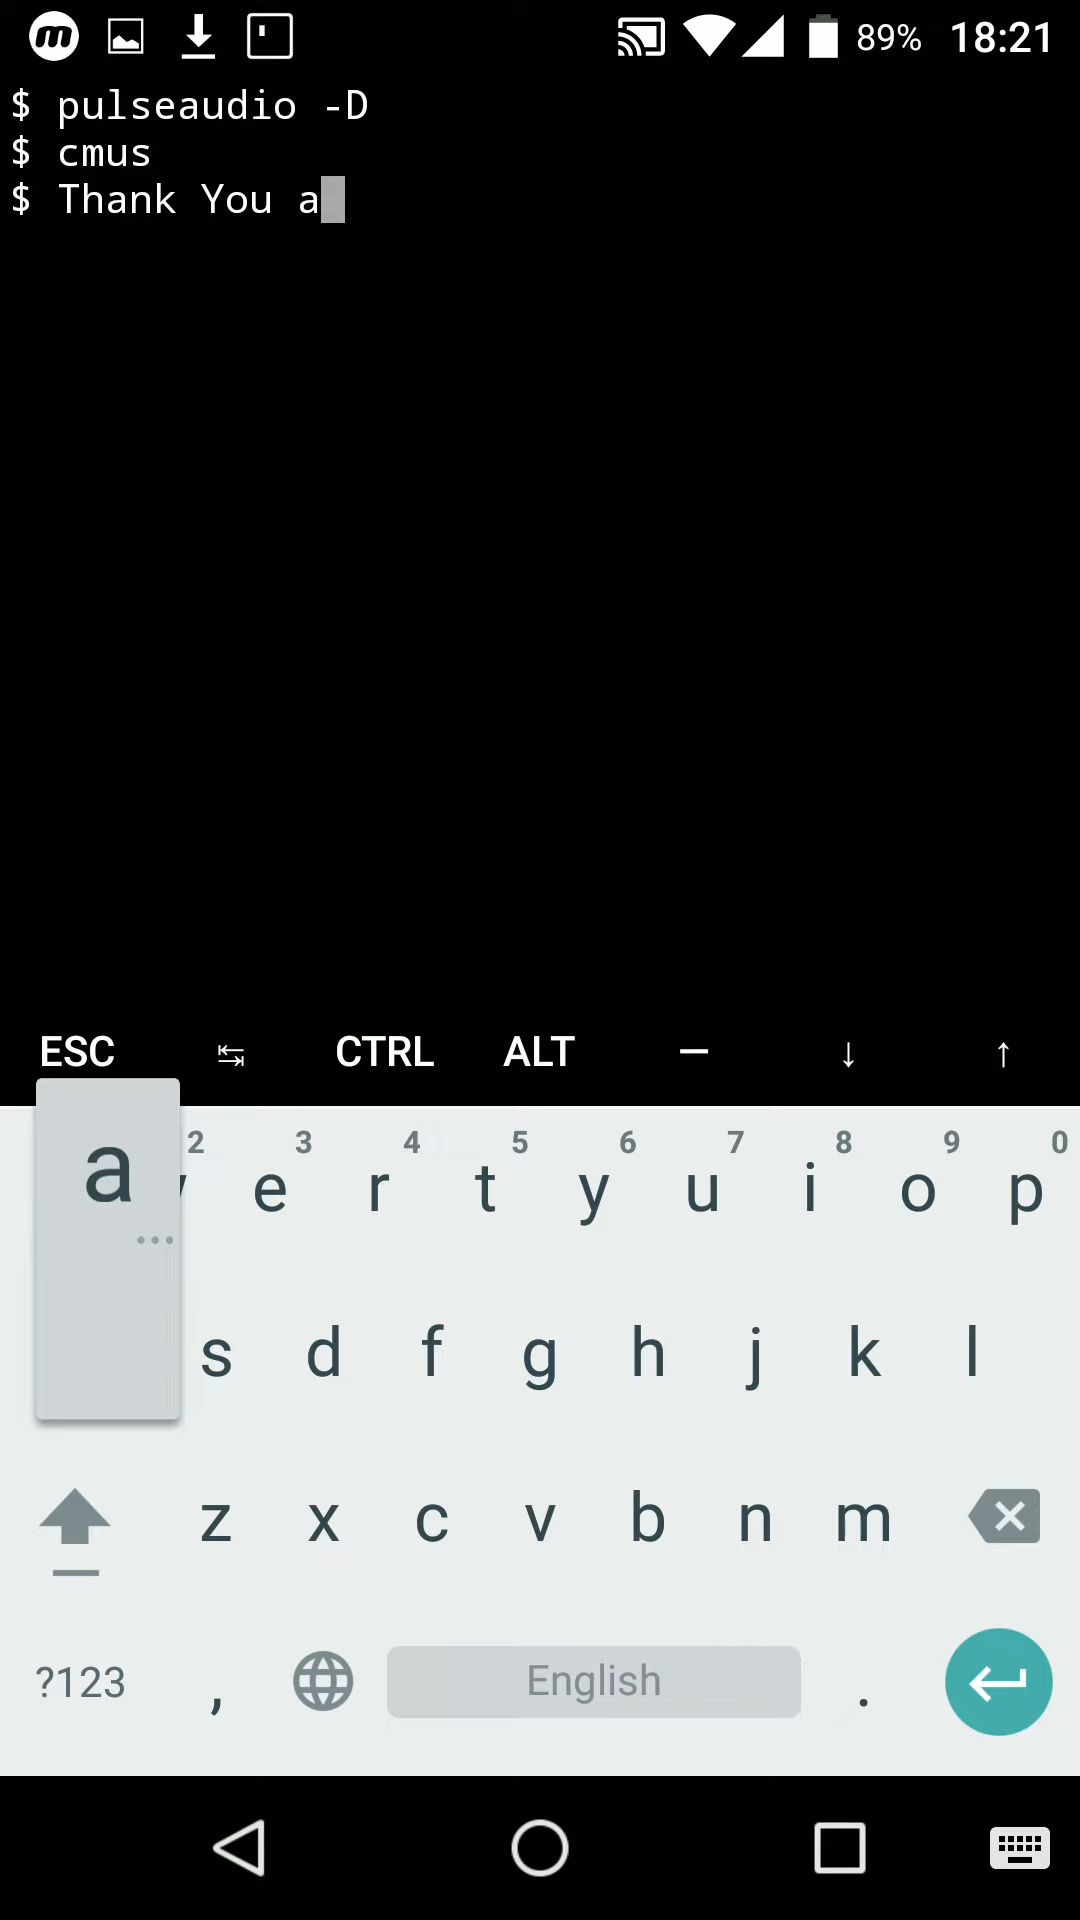 m 89% 18:21
$ pulseaudio -D
$ cmus
$ Thank You a
ESC ↹ CTRL ALT — ↓ ↑
2 3 4 5 6 7 8 9 0
a e r t y u i o p
s d f g h j k l
z x c v b n m
?123 , English .